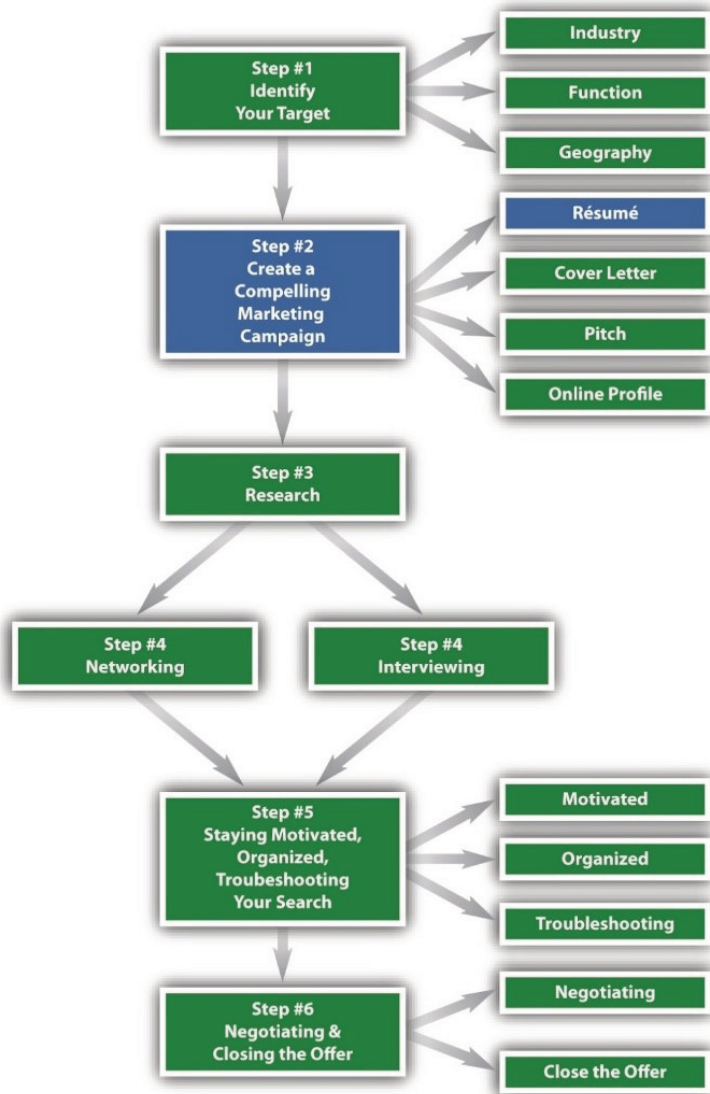 Step #1
Identify
Your Target
Industry
Function
Geography
Step #2
Create a
Compelling
Marketing
Campaign
Résumé
Cover Letter
Pitch
Online Profile
Step #3
Research
Step #4
Networking
Step #4
Interviewing
Step #5
Staying Motivated,
Organized,
Troubeshooting
Your Search
Motivated
Organized
Troubleshooting
Step #6
Negotiating &
Closing the Offer
Negotiating
Close the Offer